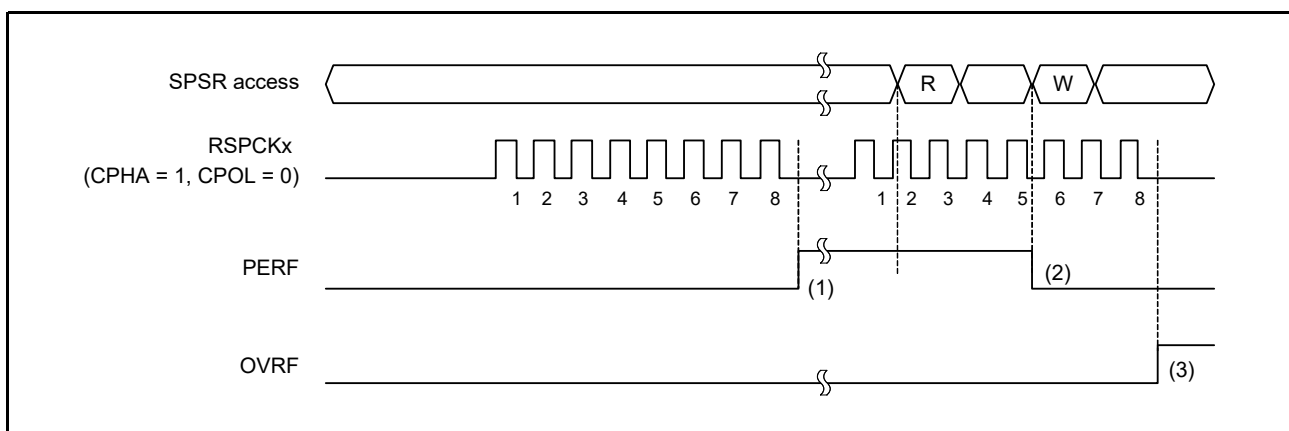 SPSR access
R
W
RSPCKx
(CPHA = 1, CPOL = 0)
1 2 3 4 5 6 7 8 1 2 3 4 5 6 7 8
PERF
(1)
(2)
OVRF
(3)